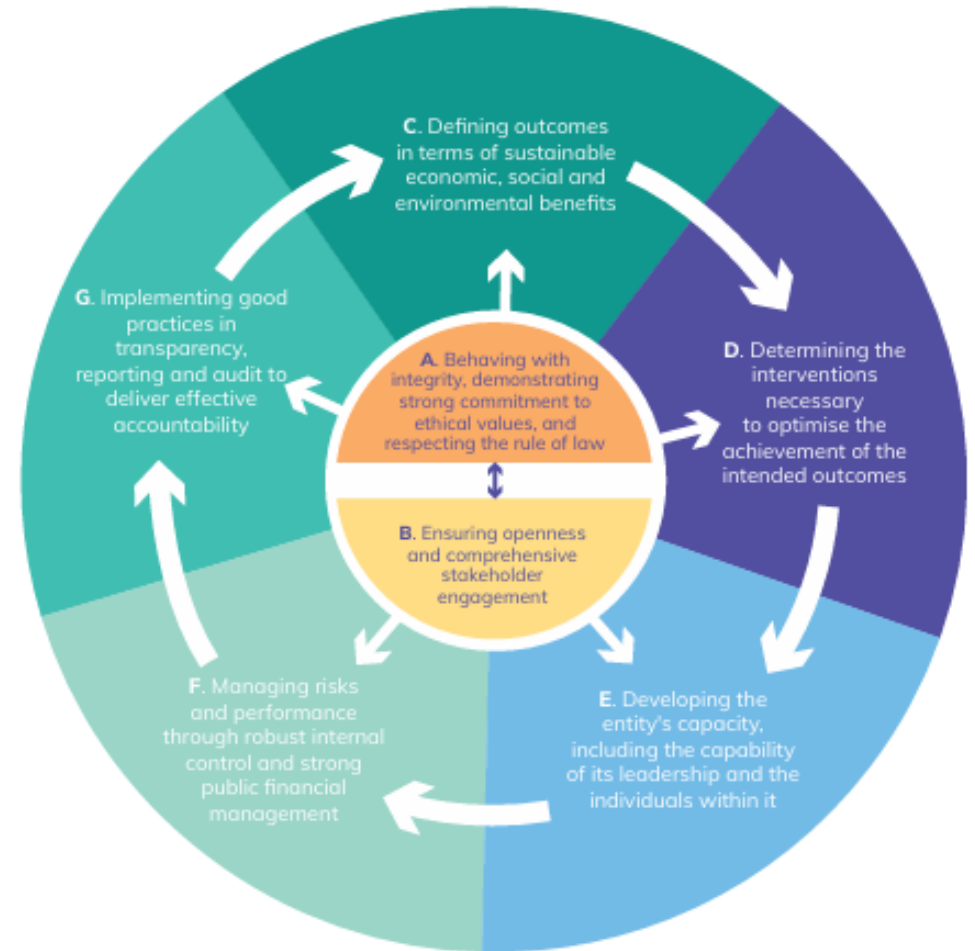 C. Defining outcomes
in terms of sustainable
economic, social and
environmental benefits
G. Implementing good
practices in
transparency,
reporting and audit to
deliver effective
accountability
A. Behaving with
integrity, demonstrating
strong commitment to
ethical values, and
respecting the rule of law
D. Determining the
interventions
necessary
to optimise the
achievement of the
intended outcomes
B. Ensuring openness
and comprehensive
stakeholder
engagement
F. Managing risks
and performance
through robust internal
control and strong
public financial
management
E. Developing the
entity's capacity,
including the capability
of its leadership and the
individuals within it